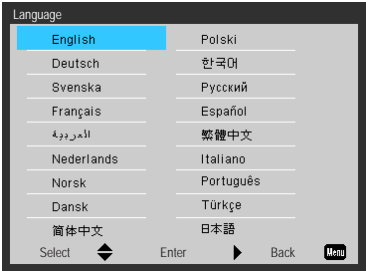 Language
English Polski
Deutsch 한국어
Svenska Русский
Français Español
العربية 繁體中文
Nederlands Italiano
Norsk Português
Dansk Türkçe
简体中文 日本語
Select Enter Back Menu